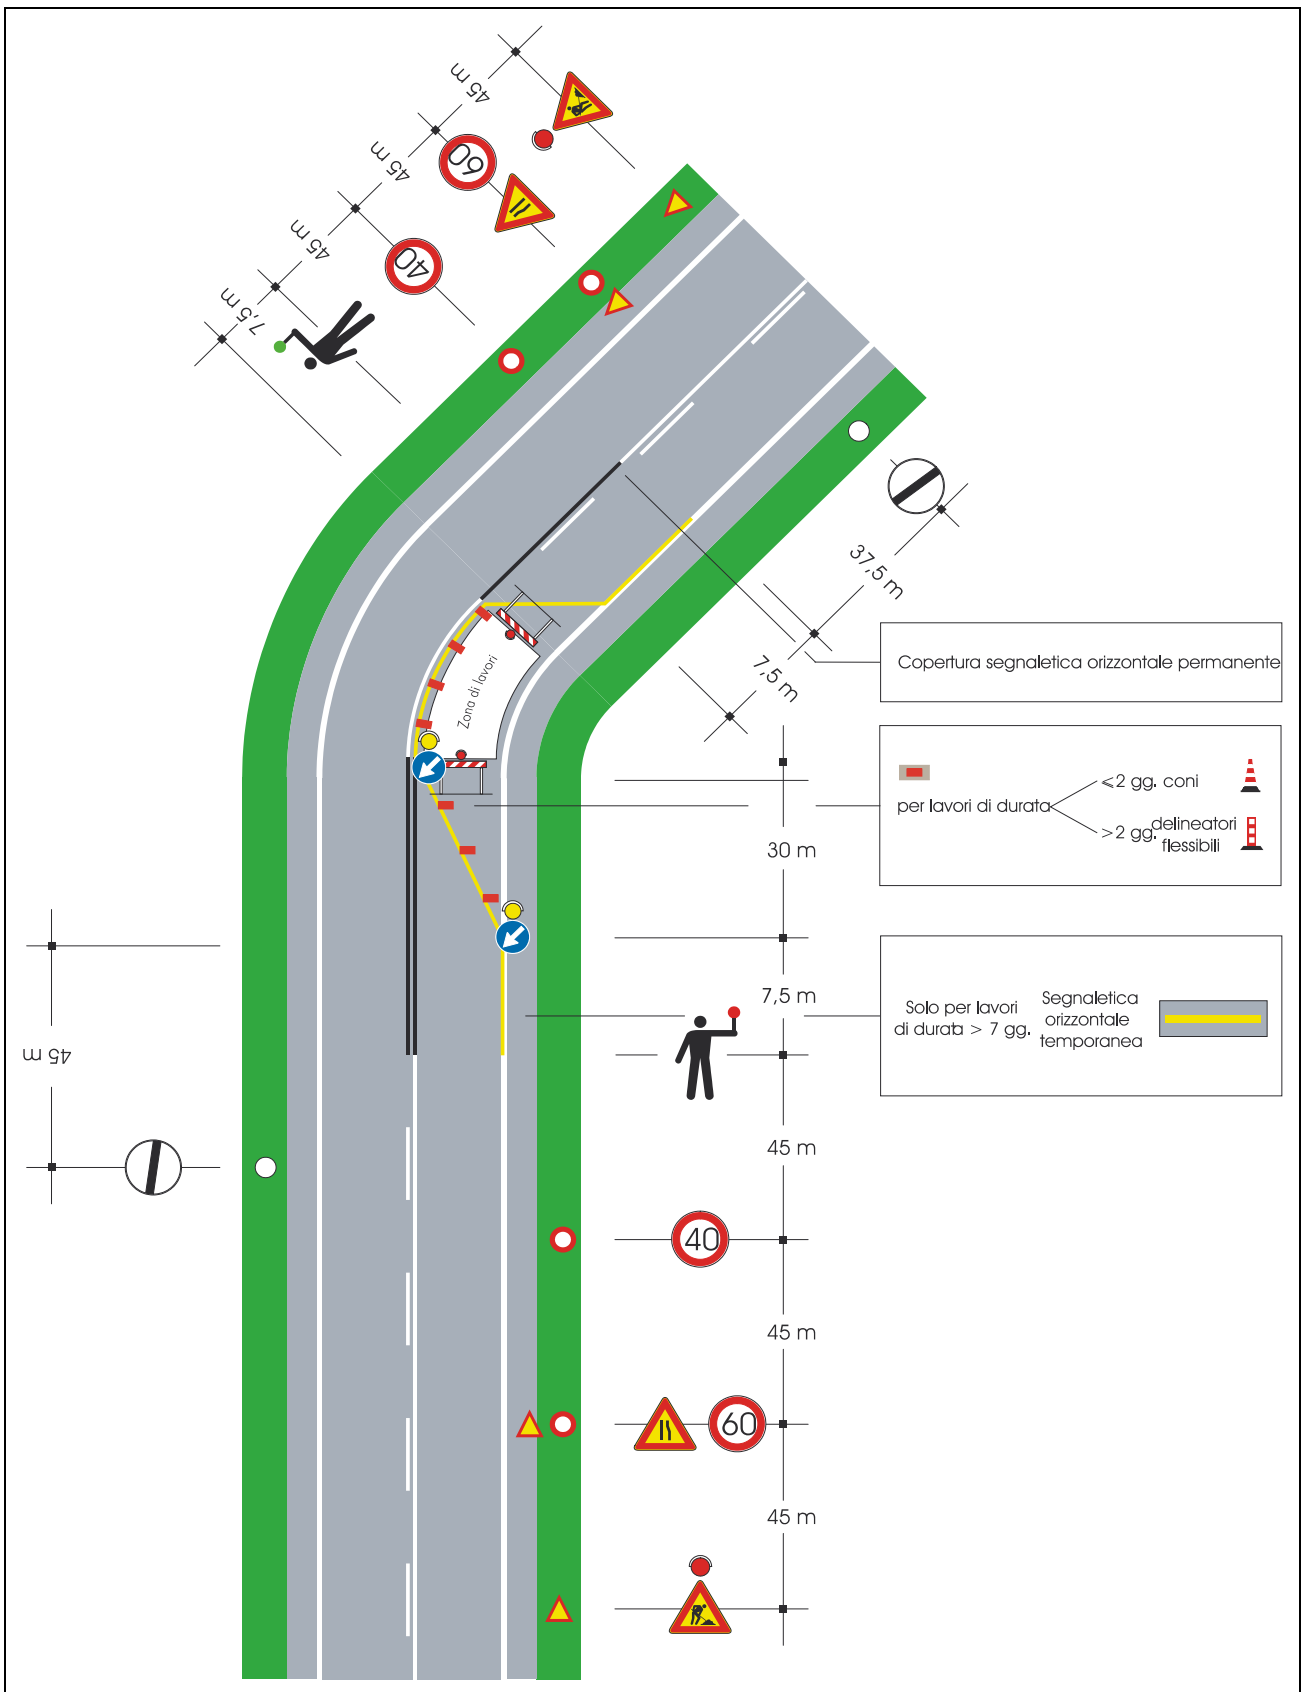 45 m
60
45 m
45 m
40
7,5 m
37,5 m
7,5 m
Copertura segnaletica orizzontale permanente
Zona di lavori
per lavori di durata
<2 gg. coni
>2 gg. delineatori
flessibili
30 m
7,5 m
Solo per lavori
di durata > 7 gg.
Segnaletica
orizzontale
temporanea
45 m
45 m
40
45 m
60
45 m